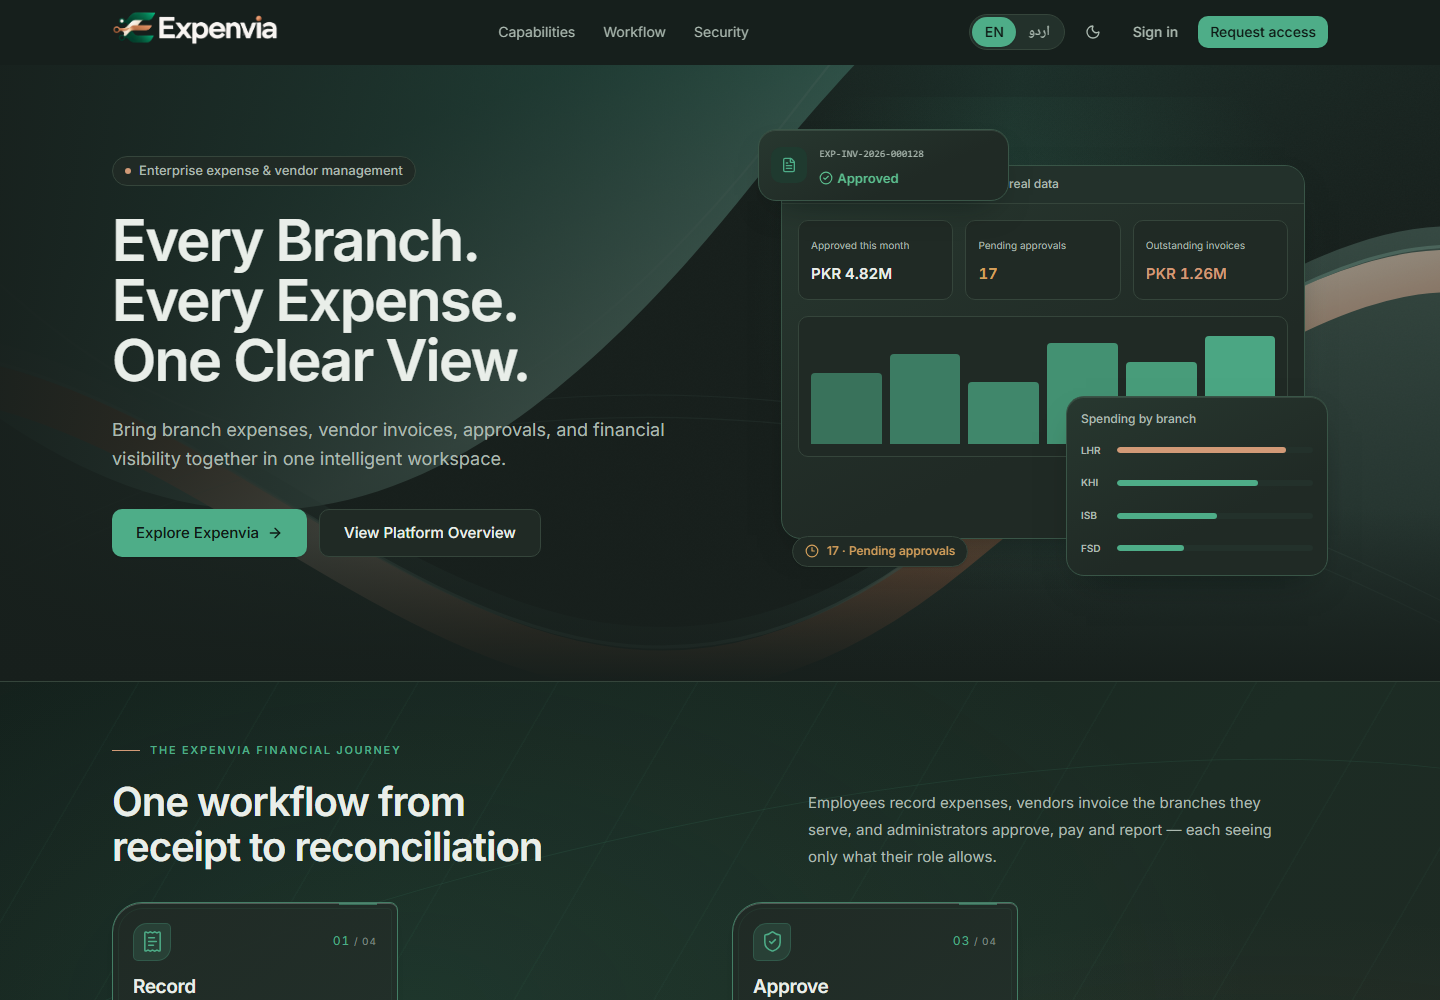 Expenvia
Capabilities
Workflow
Security
EN
اردو
Sign in
Request access
Enterprise expense & vendor management
Every Branch.
Every Expense.
One Clear View.
Bring branch expenses, vendor invoices, approvals, and financial
visibility together in one intelligent workspace.
Explore Expenvia
View Platform Overview
EXP-INV-2026-000128
Approved
real data
Approved this month
PKR 4.82M
Pending approvals
17
Outstanding invoices
PKR 1.26M
Spending by branch
LHR
KHI
ISB
FSD
17 · Pending approvals
THE EXPENVIA FINANCIAL JOURNEY
One workflow from
receipt to reconciliation
Employees record expenses, vendors invoice the branches they
serve, and administrators approve, pay and report — each seeing
only what their role allows.
01 / 04
Record
03 / 04
Approve